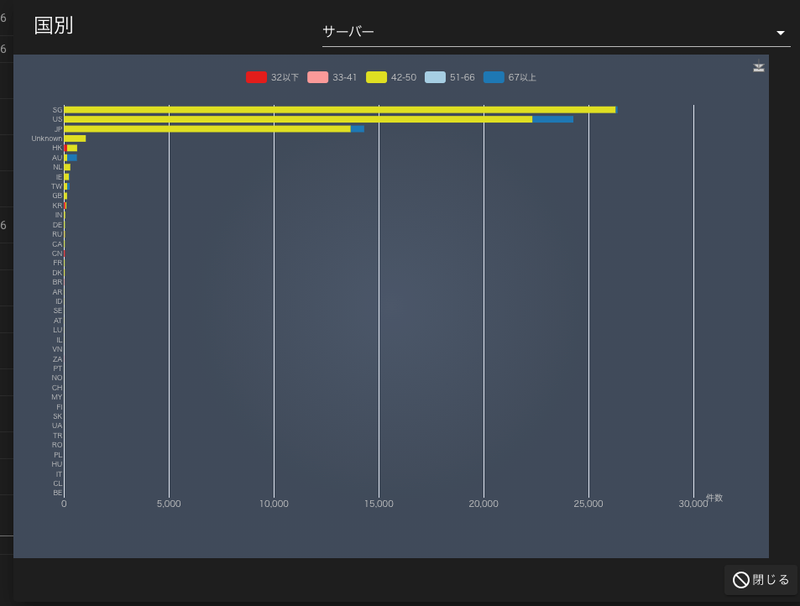 6
国別
サーバー
6
32以下
33-41
42-50
51-66
67以上
SG
US
JP
Unknown
HK
AU
NL
IE
TW
GB
KR
IN
DE
RU
CA
CN
FR
DK
BR
AR
ID
SE
AT
LU
IL
VN
ZA
PT
NO
CH
MY
FI
SK
UA
TR
RO
PL
HU
IT
CL
BE
6
0
5,000
10,000
15,000
20,000
25,000
30,000
件数
閉じる